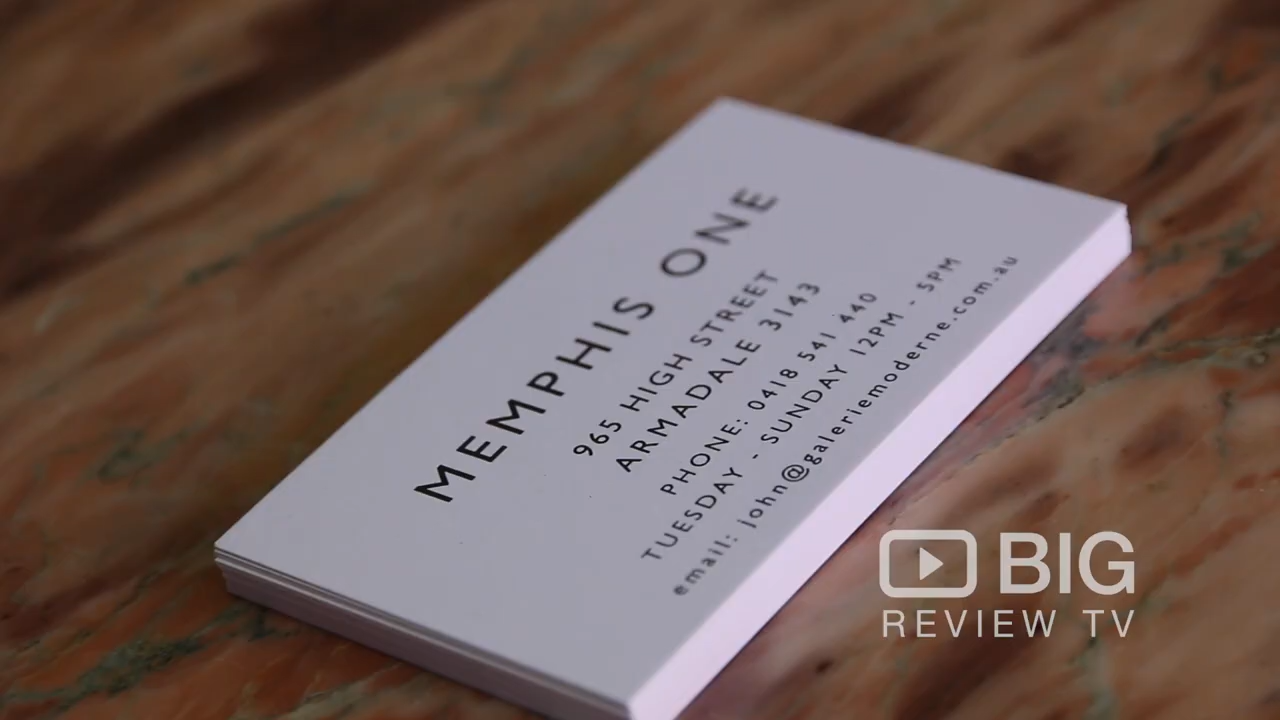 MEMPHIS ONE
965 HIGH STREET
ARMADALE 3143
PHONE: 0418 541 440
TUESDAY - SUNDAY 12PM - 5PM
email: john@galeriemoderne.com.au
BIG
REVIEW TV